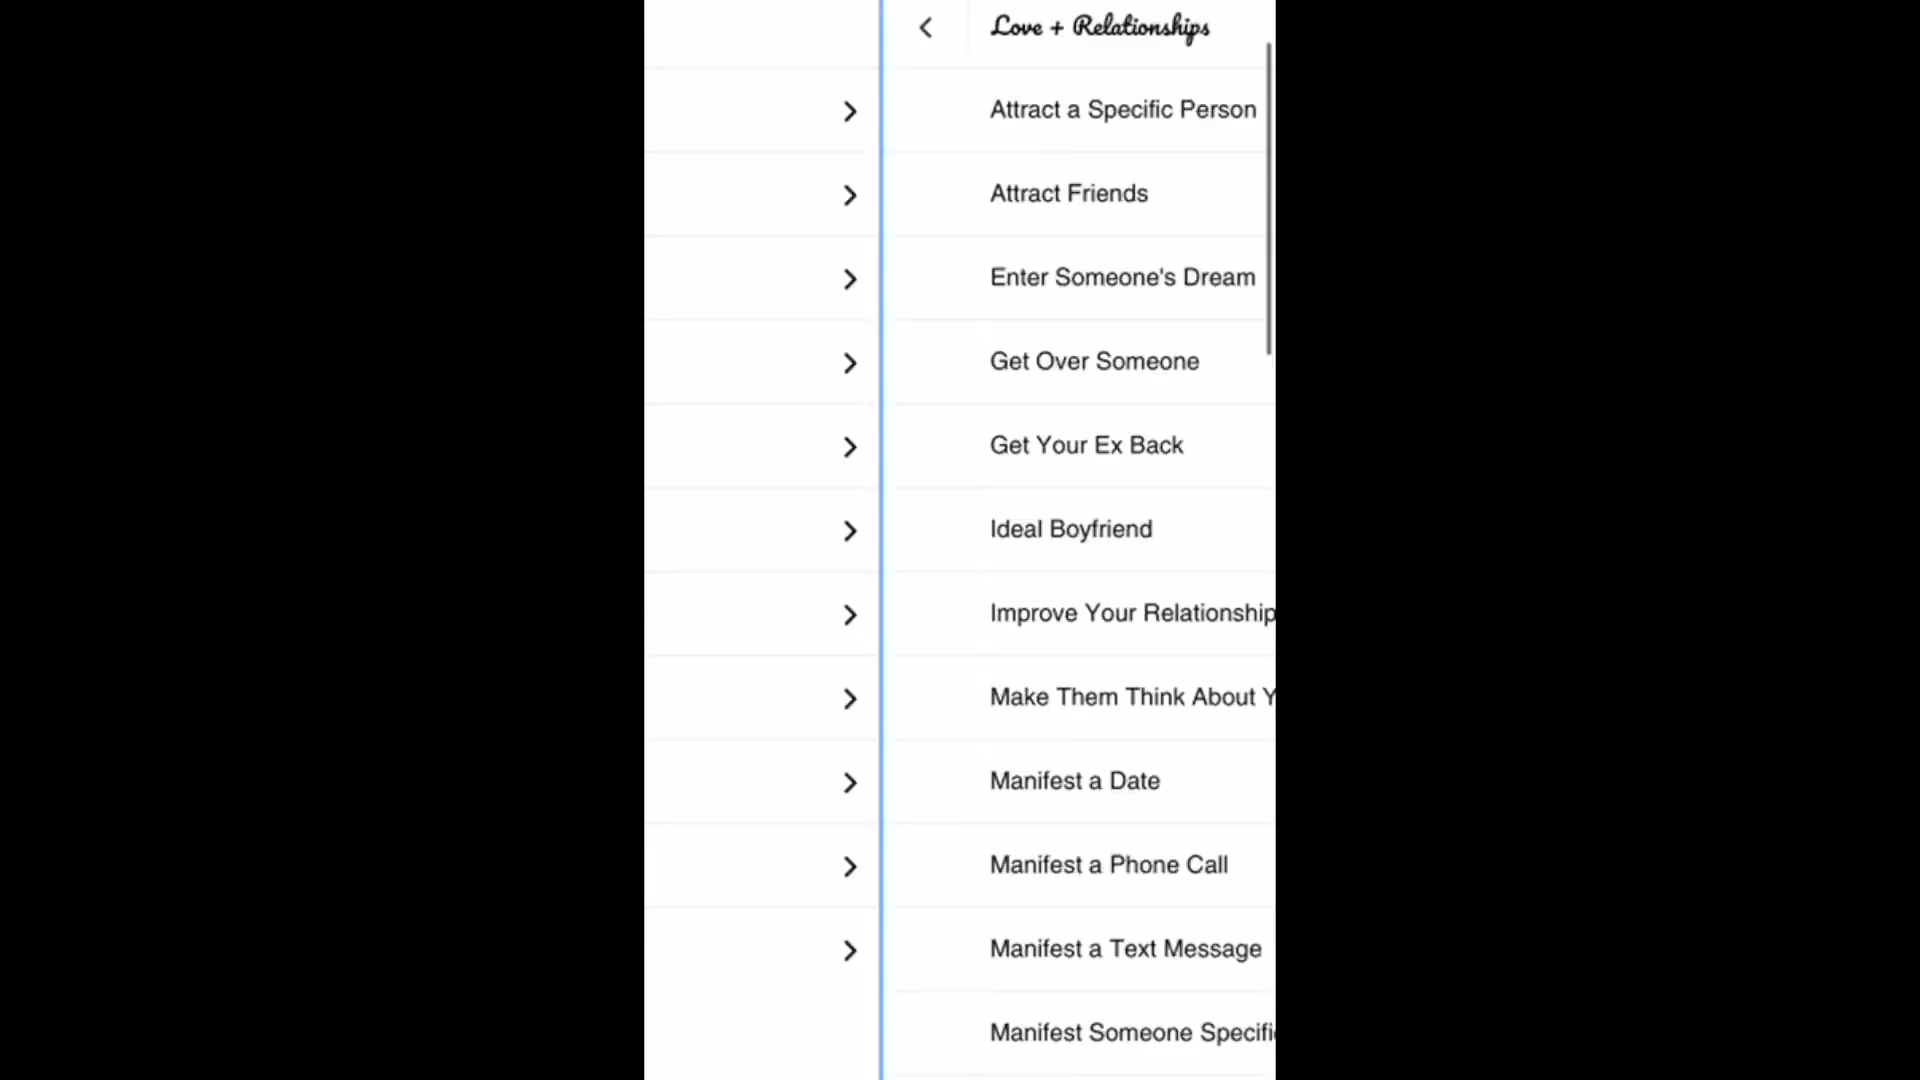 Love + Relationships
Attract a Specific Person
Attract Friends
Enter Someone's Dream
Get Over Someone
Get Your Ex Back
Ideal Boyfriend
Improve Your Relationship
Make Them Think About Y
Manifest a Date
Manifest a Phone Call
Manifest a Text Message
Manifest Someone Specifi